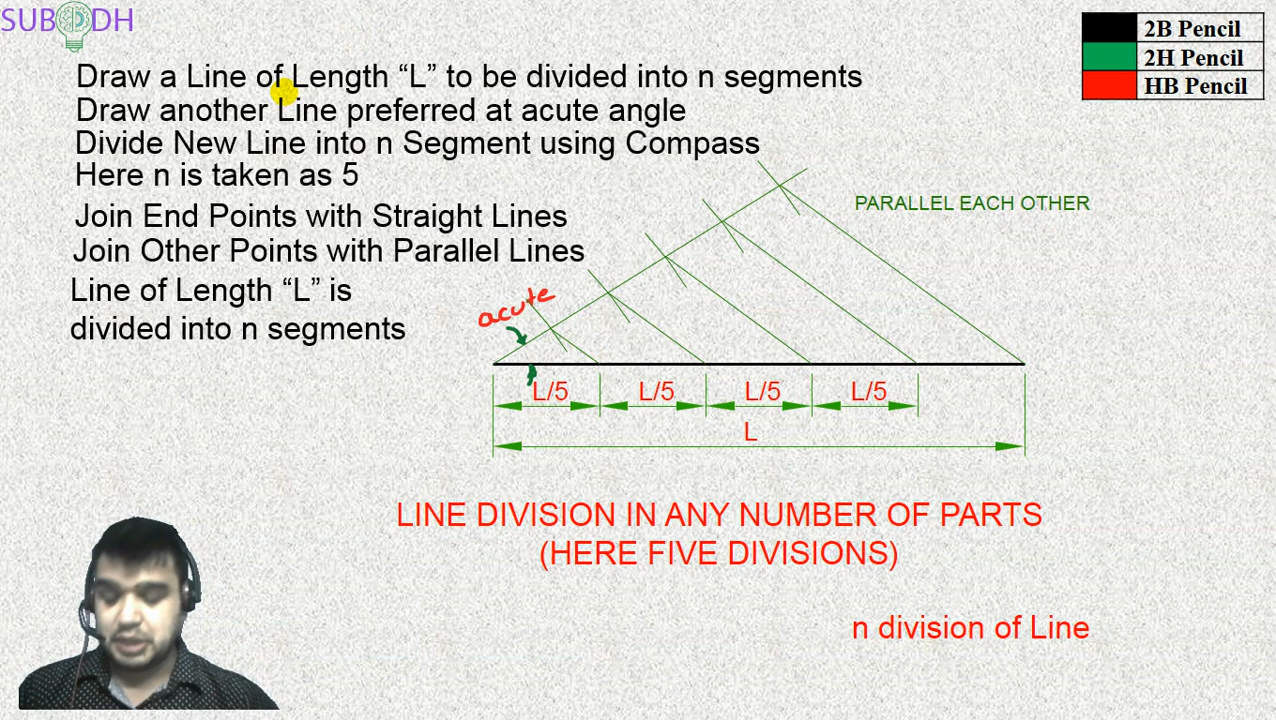 SUBODH
2B Pencil
2H Pencil
HB Pencil
Draw a Line of Length “L” to be divided into n segments
Draw another Line preferred at acute angle
Divide New Line into n Segment using Compass
Here n is taken as 5
Join End Points with Straight Lines
Join Other Points with Parallel Lines
Line of Length “L” is
divided into n segments
PARALLEL EACH OTHER
acute
L/5 L/5 L/5 L/5
L
LINE DIVISION IN ANY NUMBER OF PARTS
(HERE FIVE DIVISIONS)
n division of Line